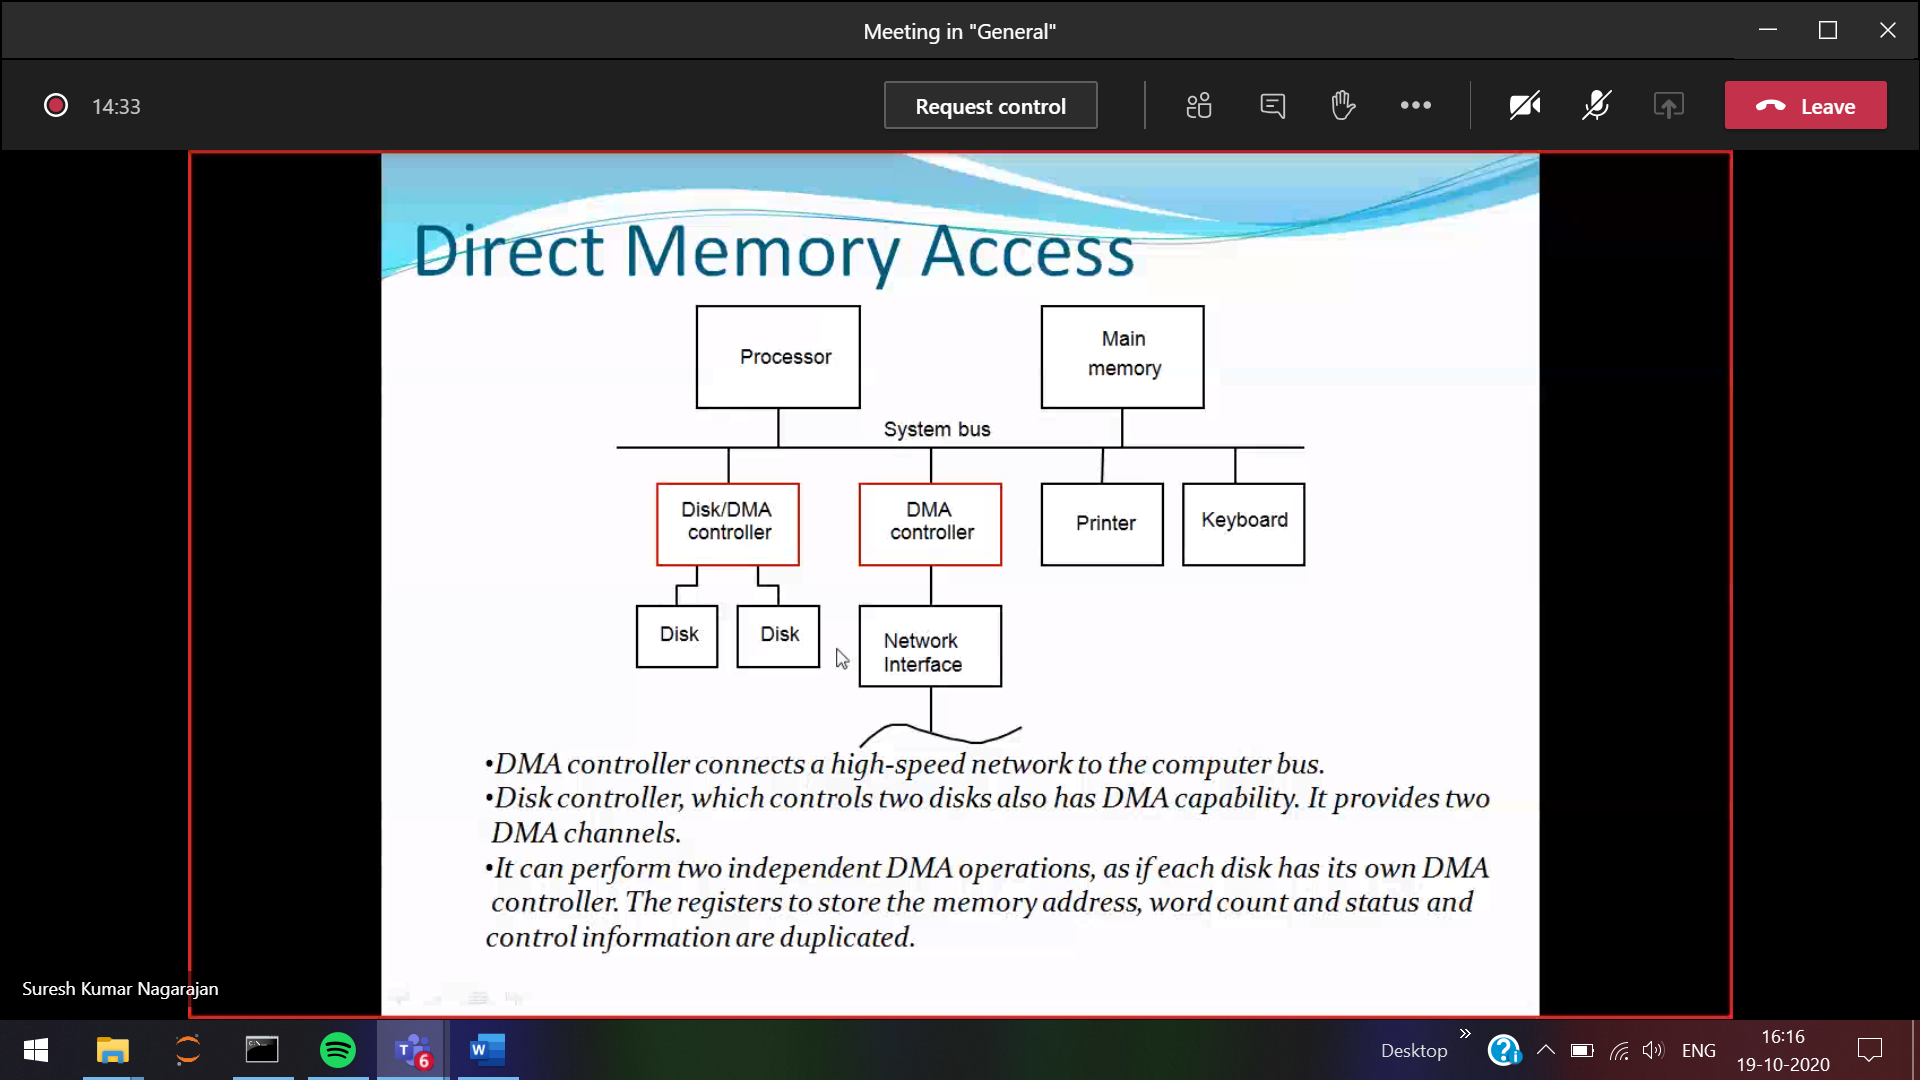 Meeting in "General"
14:33
Request control
Leave
Direct Memory Access
Processor
Main
memory
System bus
Disk/DMA
controller
DMA
controller
Printer
Keyboard
Disk
Disk
Network
Interface
•DMA controller connects a high-speed network to the computer bus.
•Disk controller, which controls two disks also has DMA capability. It provides two
DMA channels.
•It can perform two independent DMA operations, as if each disk has its own DMA
controller. The registers to store the memory address, word count and status and
control information are duplicated.
Suresh Kumar Nagarajan
T
6
W
Desktop
ENG
16:16
19-10-2020